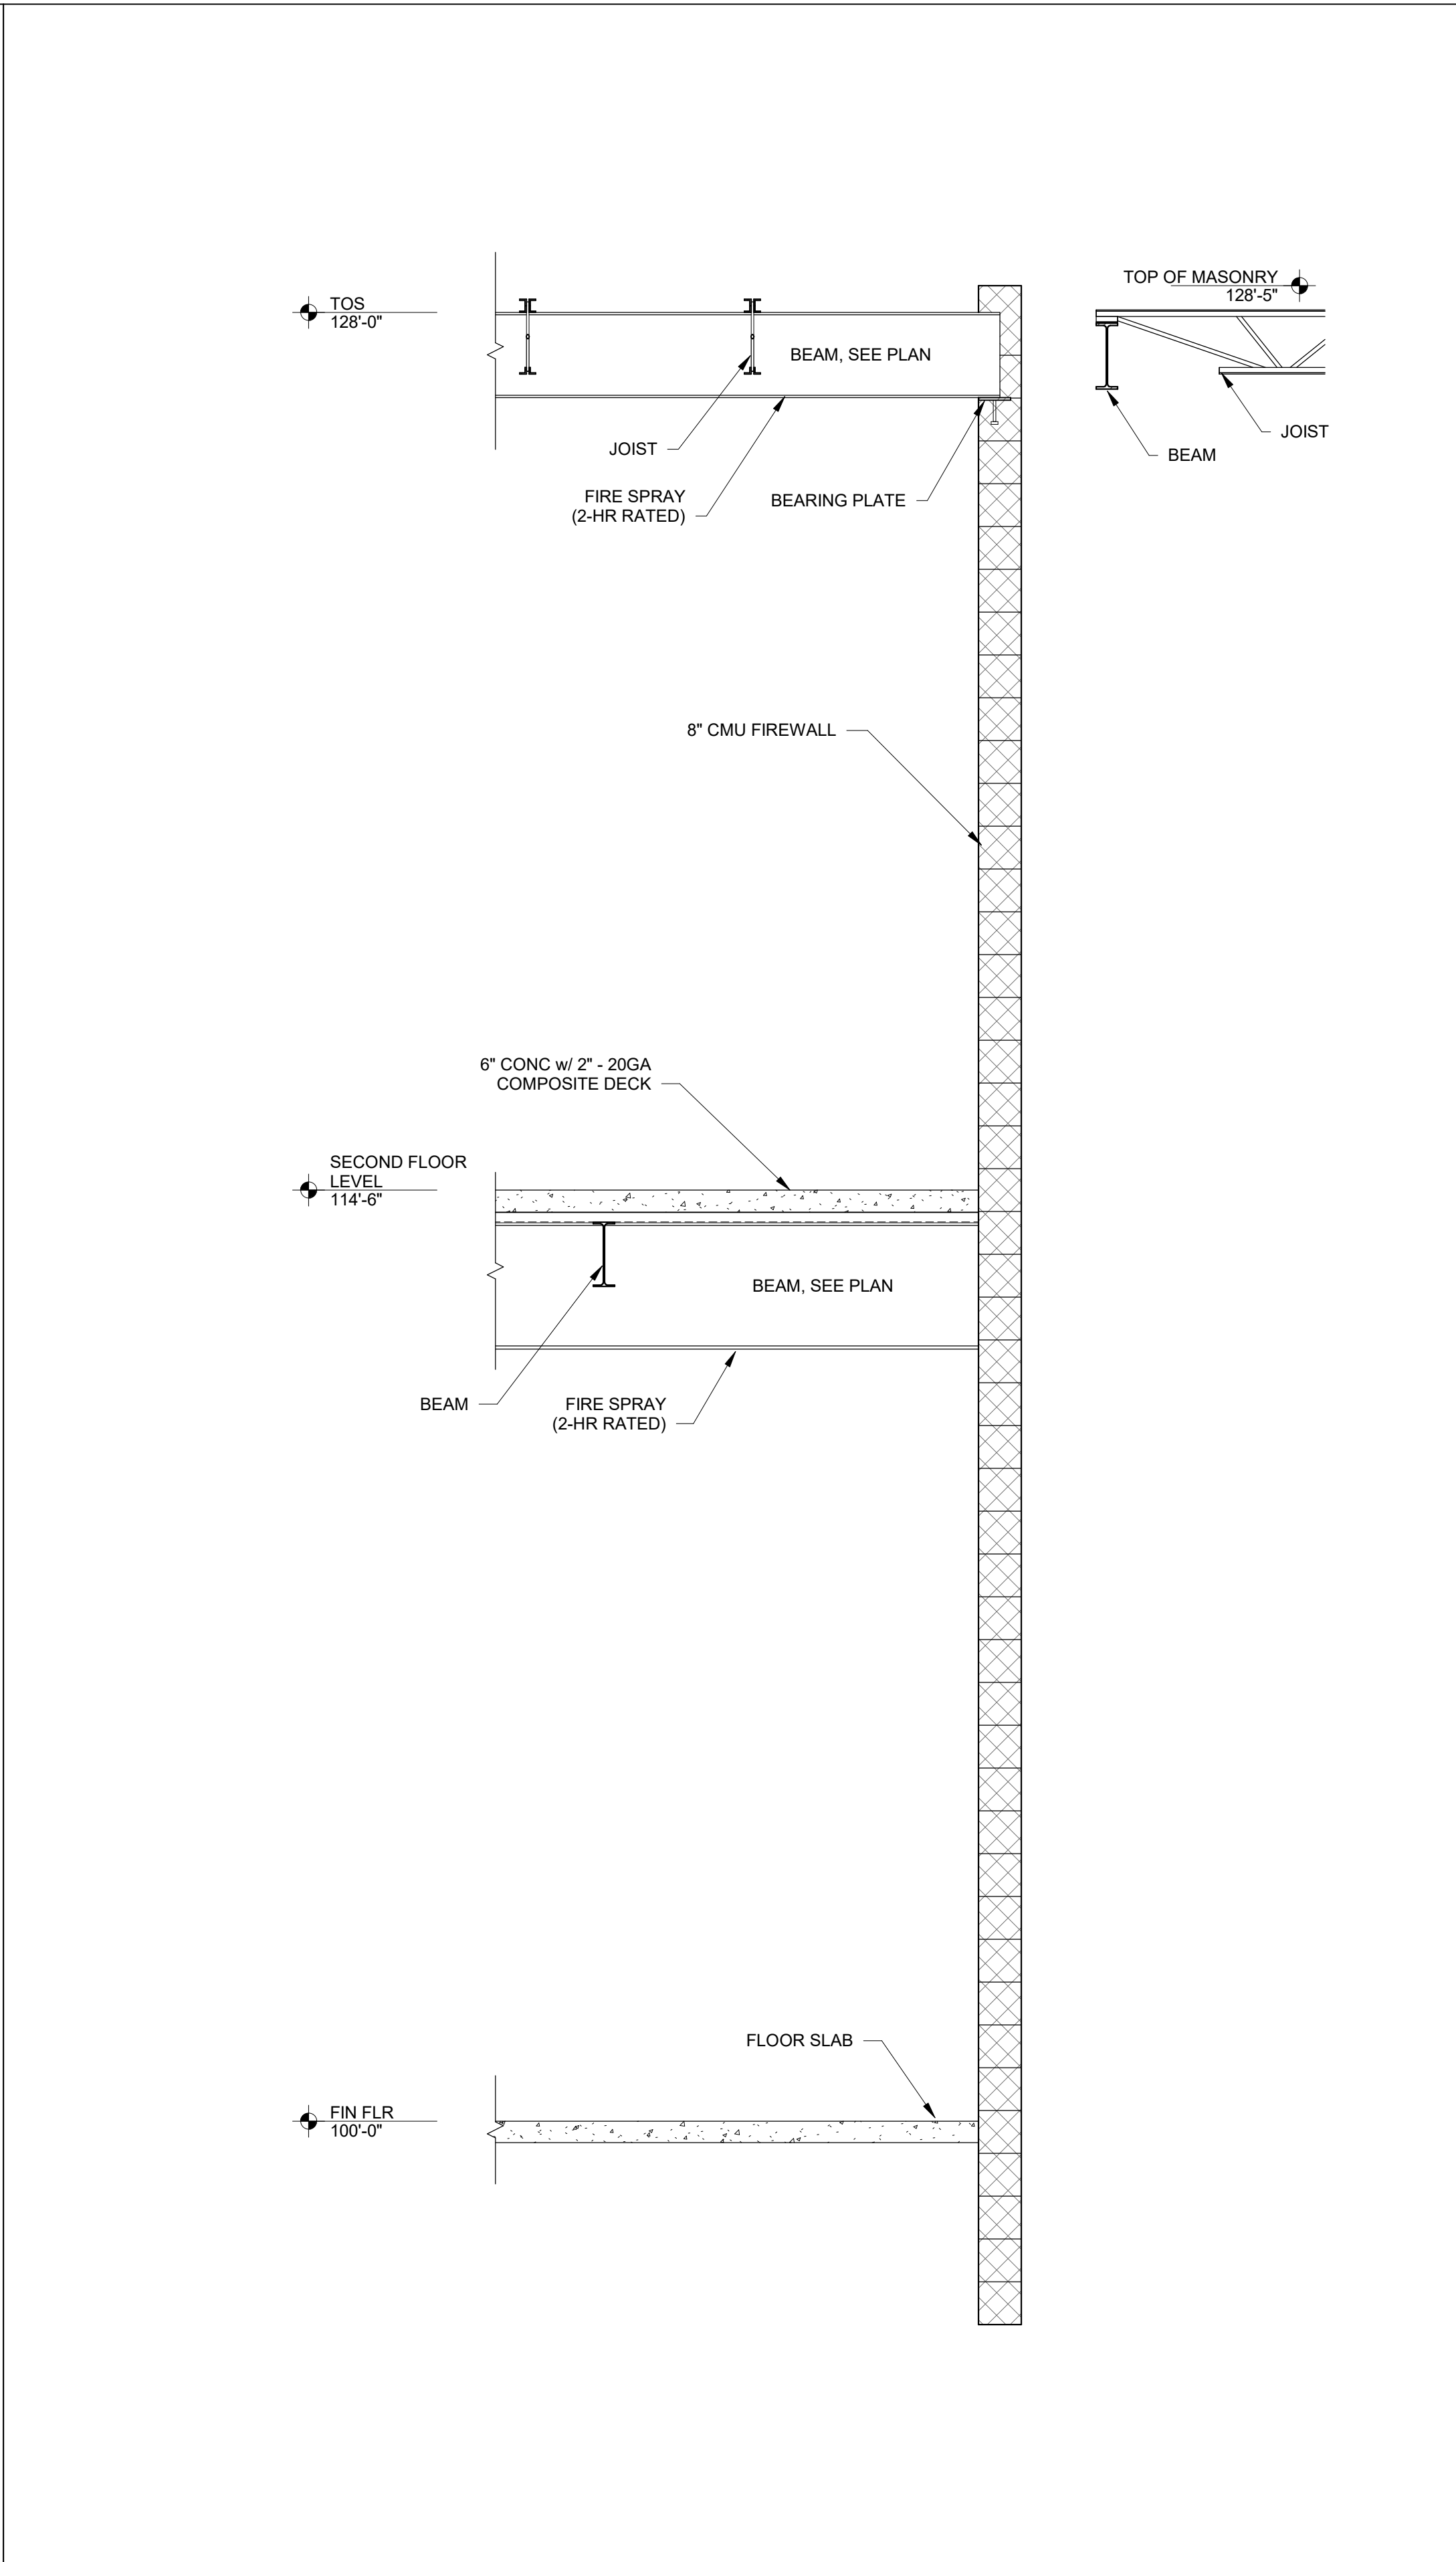 TOP OF MASONRY
128'-5"
TOS
128'-0"
BEAM, SEE PLAN
JOIST
JOIST
BEAM
FIRE SPRAY
(2-HR RATED)
BEARING PLATE
8" CMU FIREWALL
6" CONC w/ 2" - 20GA
COMPOSITE DECK
SECOND FLOOR
LEVEL
114'-6"
BEAM, SEE PLAN
BEAM
FIRE SPRAY
(2-HR RATED)
FLOOR SLAB
FIN FLR
100'-0"